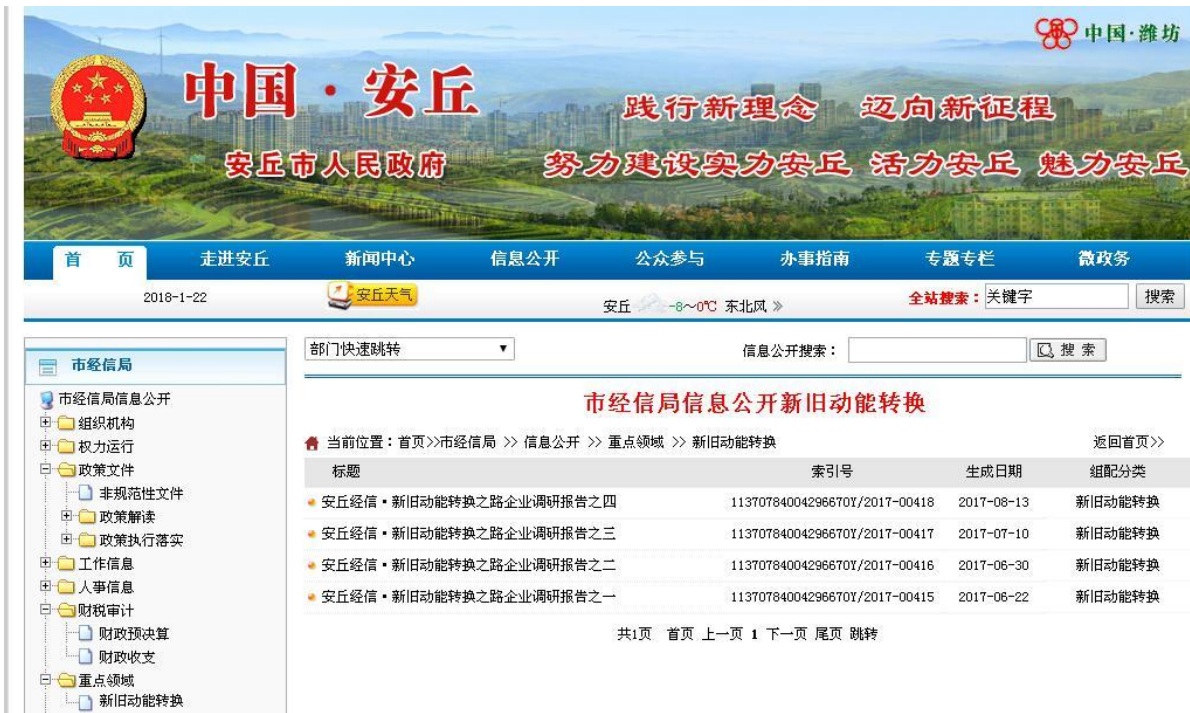 中国·潍坊
中国·安丘
践行新理念 迈向新征程
安丘市人民政府
努力建设实力安丘 活力安丘 魅力安丘
首 页 走进安丘 新闻中心 信息公开 公众参与 办事指南 专题专栏 微政务
2018-1-22 安丘天气 安丘 -8～0℃ 东北风 》 全站搜索：关键字 搜索
市经信局
部门快速跳转 信息公开搜索： 搜 索
市经信局信息公开
组织机构
权力运行
政策文件
非规范性文件
政策解读
政策执行落实
工作信息
人事信息
财税审计
财政预决算
财政收支
重点领域
新旧动能转换
市经信局信息公开新旧动能转换
当前位置：首页>>市经信局 >> 信息公开 >> 重点领域 >> 新旧动能转换 返回首页>>
标题 索引号 生成日期 组配分类
安丘经信▪新旧动能转换之路企业调研报告之四 11370784004296670Y/2017-00418 2017-08-13 新旧动能转换
安丘经信▪新旧动能转换之路企业调研报告之三 11370784004296670Y/2017-00417 2017-07-10 新旧动能转换
安丘经信▪新旧动能转换之路企业调研报告之二 11370784004296670Y/2017-00416 2017-06-30 新旧动能转换
安丘经信▪新旧动能转换之路企业调研报告之一 11370784004296670Y/2017-00415 2017-06-22 新旧动能转换
共1页 首页 上一页 1 下一页 尾页 跳转